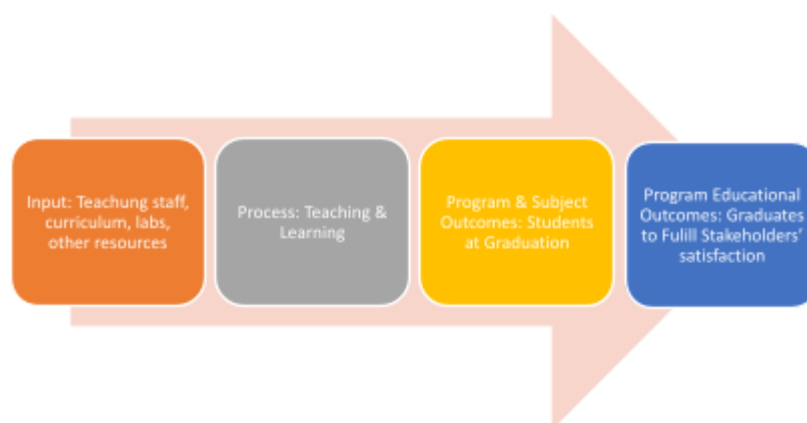 Input: Teachung staff,
curriculum, labs,
other resources
Process: Teaching &
Learning
Program & Subject
Outcomes: Students
at Graduation
Program Educational
Outcomes: Graduates
to Fulill Stakeholders'
satisfaction